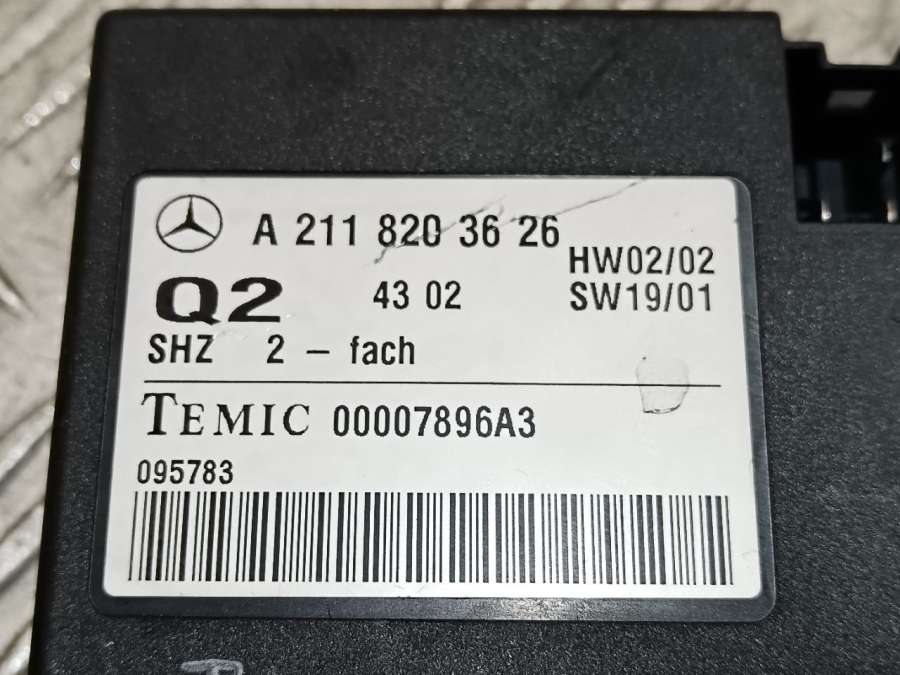 A 211 820 36 26
HW02/02
Q2 43 02 SW19/01
SHZ 2 - fach
TEMIC 00007896A3
095783